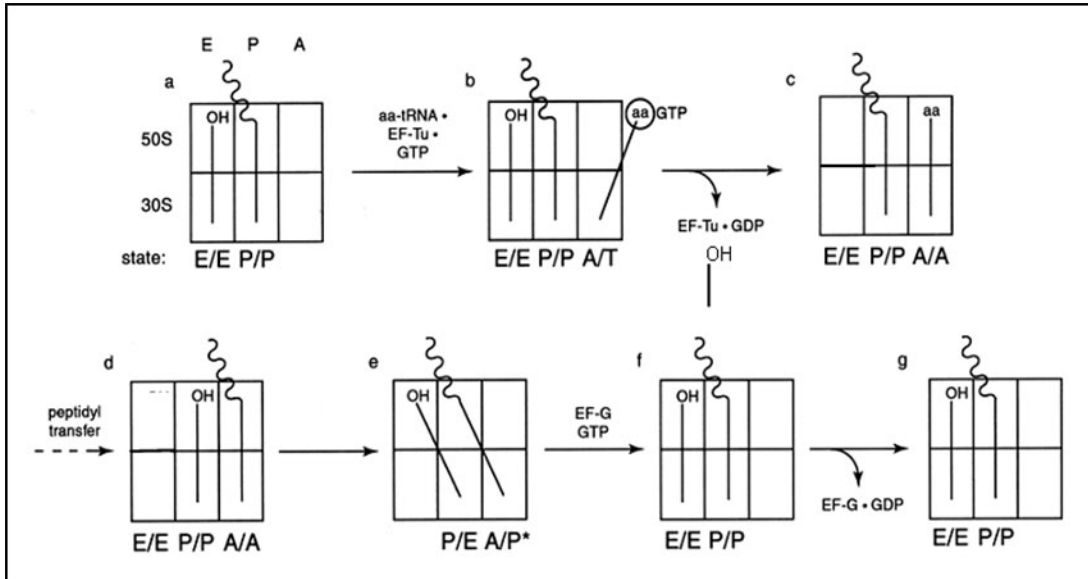 E P A
a
50S
30S
OH
state: E/E P/P
aa-tRNA •
EF-Tu •
GTP
b
OH
aa GTP
E/E P/P A/T
EF-Tu • GDP
OH
c
aa
E/E P/P A/A
peptidyl
transfer
d
OH
E/E P/P A/A
e
OH
P/E A/P*
EF-G
GTP
f
OH
E/E P/P
EF-G • GDP
g
OH
E/E P/P